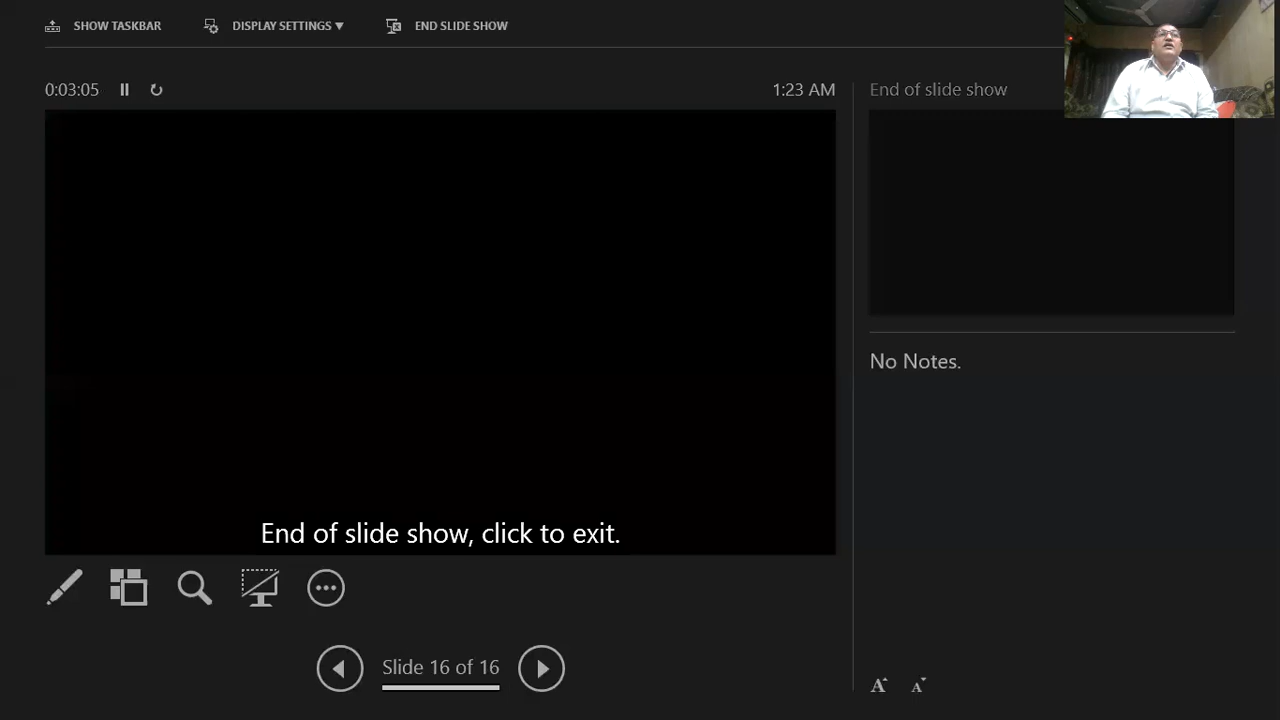 SHOW TASKBAR
DISPLAY SETTINGS ▼
END SLIDE SHOW
0:03:05
1:23 AM
End of slide show
No Notes.
End of slide show, click to exit.
Slide 16 of 16
A A